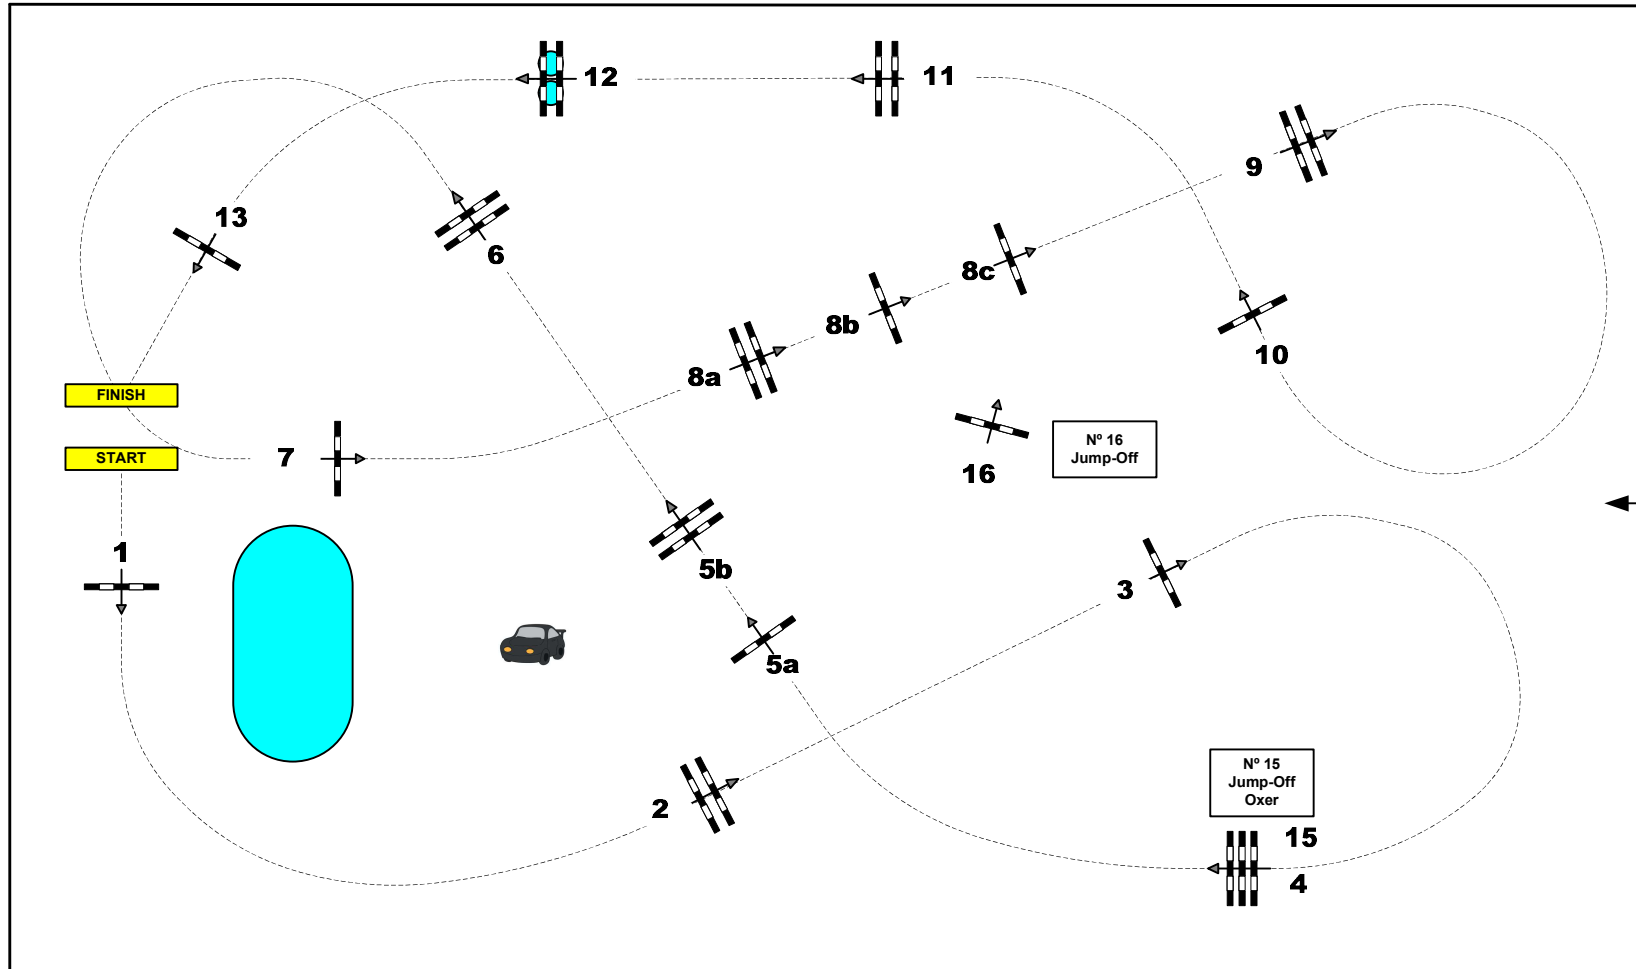 12
11
9
13
6
8c
8b
10
8a
FINISH
Nº 16
Jump-Off
START
7
16
1
5b
3
5a
Nº 15
Jump-Off
Oxer
2
15
4